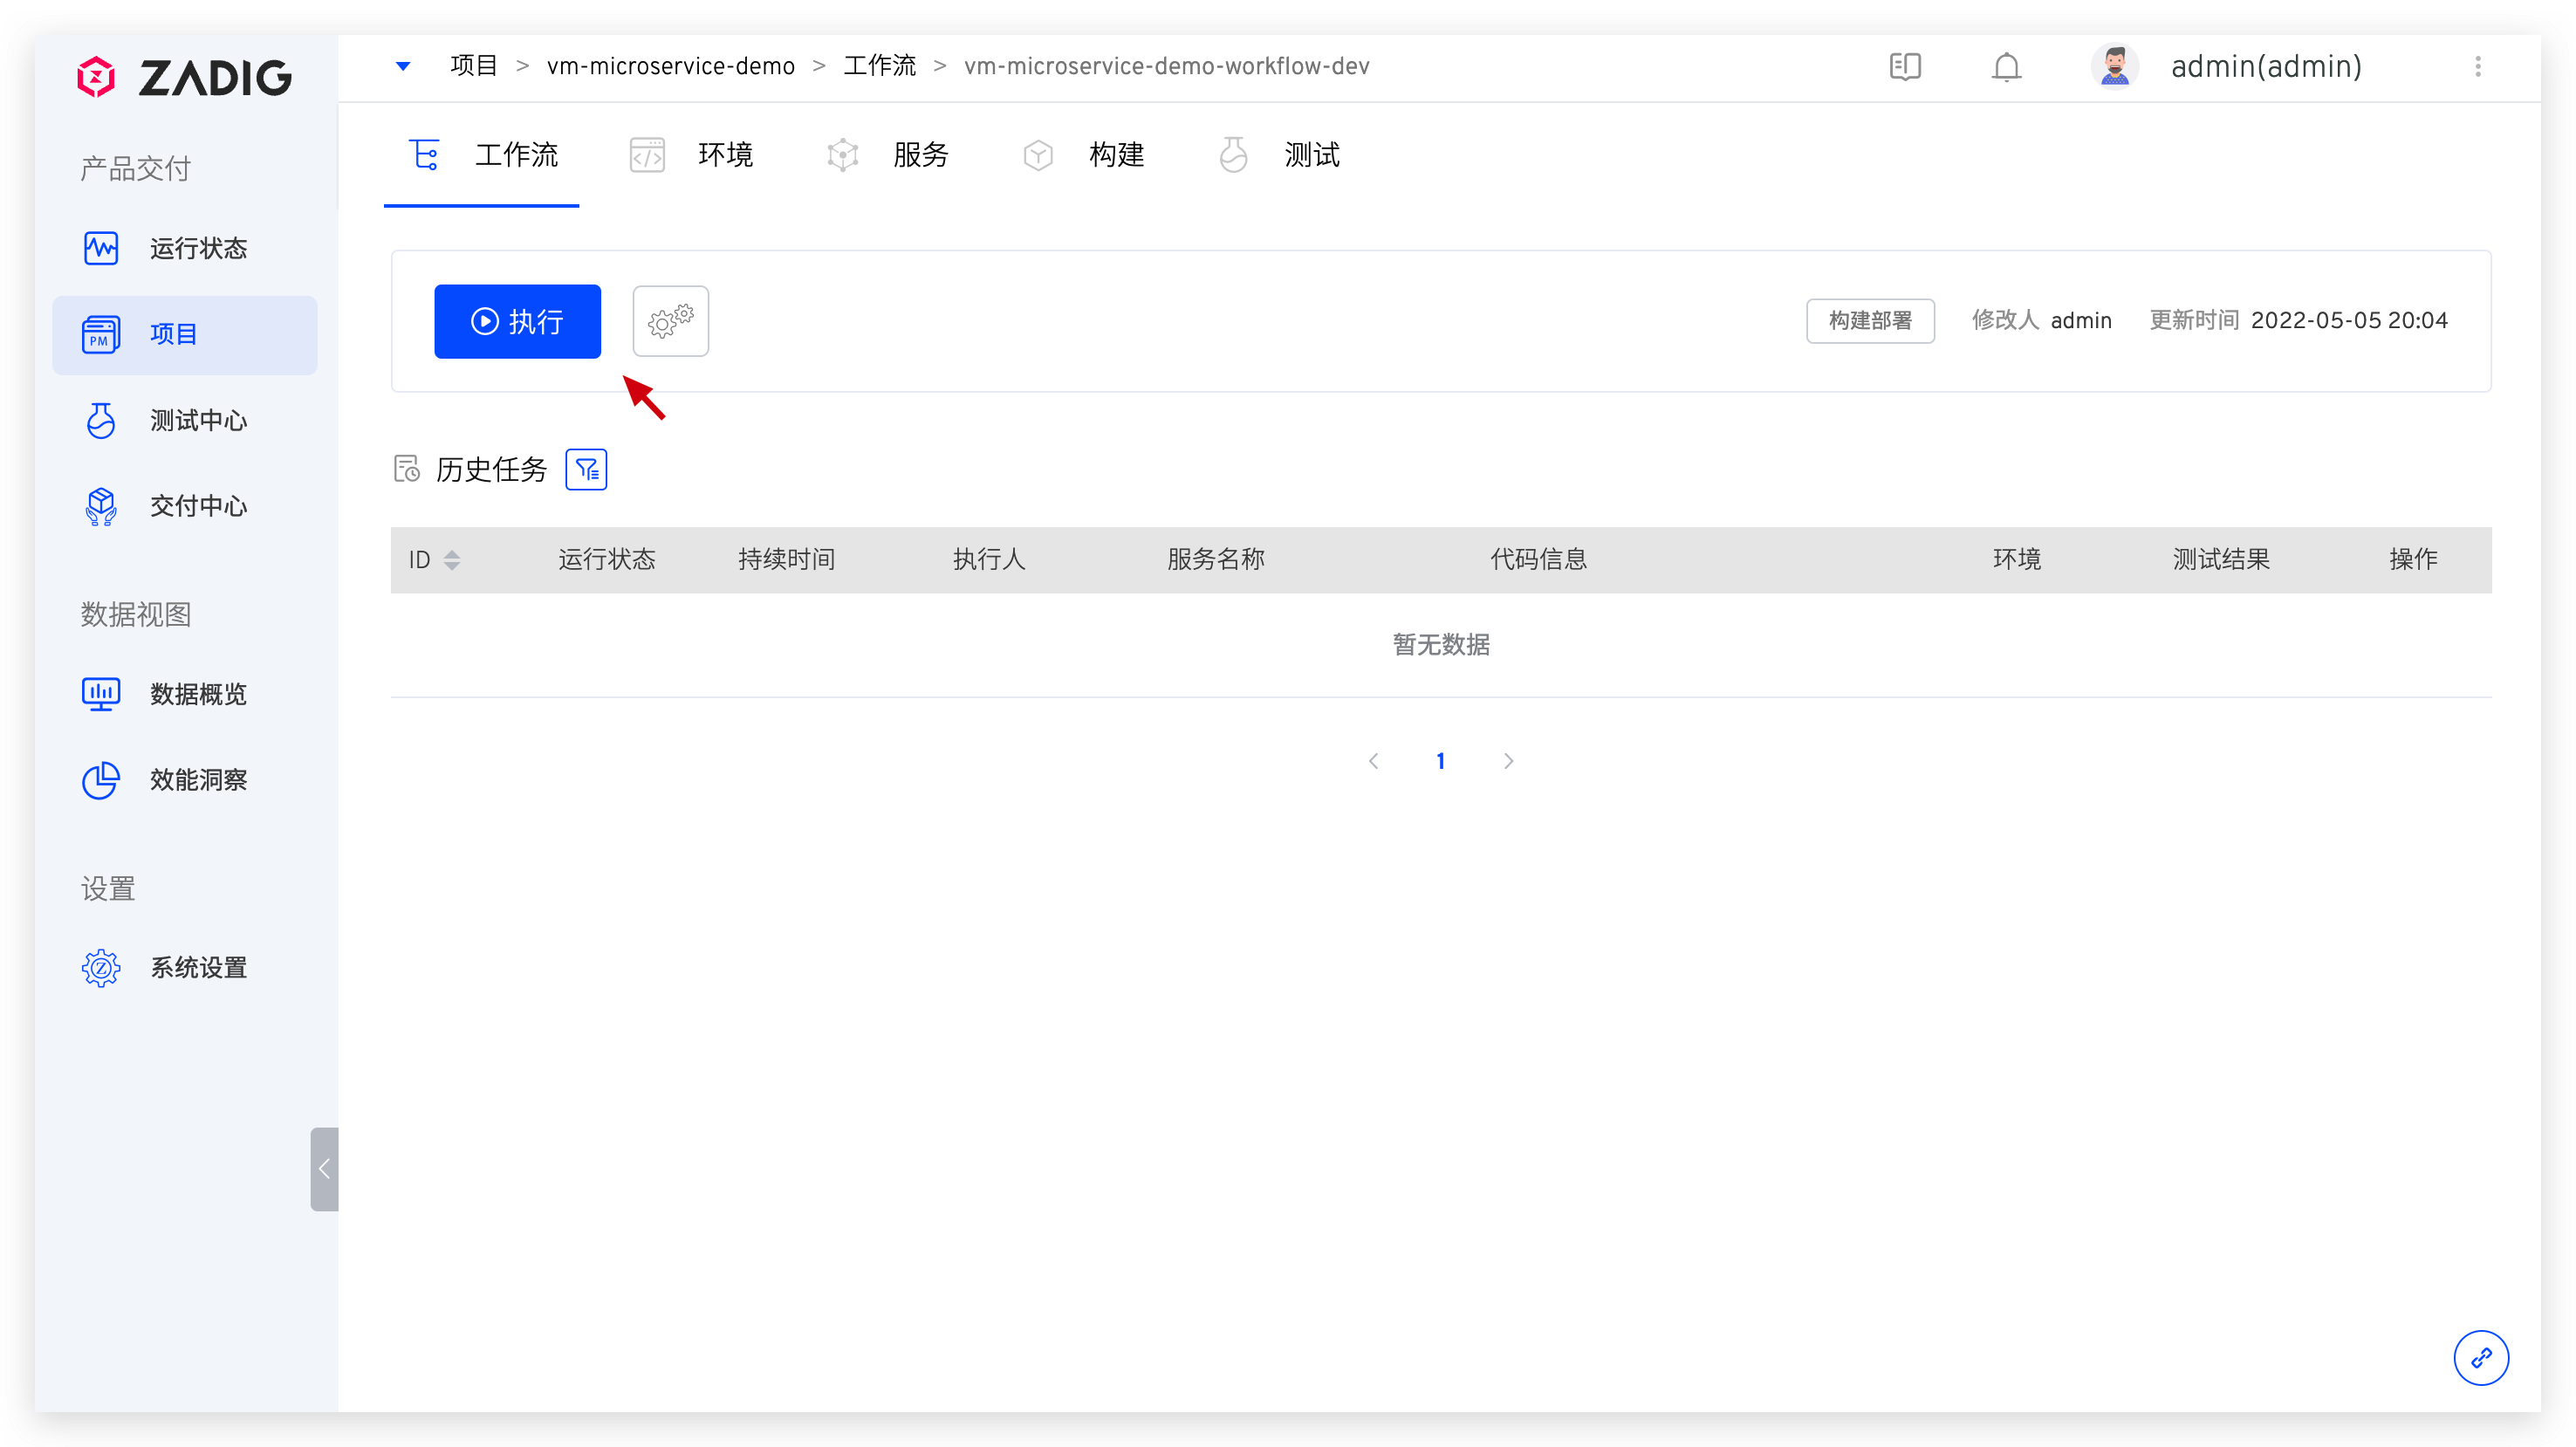 ZADIG
项目 > vm-microservice-demo > 工作流 > vm-microservice-demo-workflow-dev
admin(admin)
产品交付
运行状态
PM
项目
测试中心
交付中心
数据视图
数据概览
效能洞察
设置
Z
系统设置
工作流
环境
服务
构建
测试
执行
构建部署
修改人 admin
更新时间 2022-05-05 20:04
历史任务
ID 运行状态 持续时间 执行人 服务名称 代码信息 环境 测试结果 操作
暂无数据
1